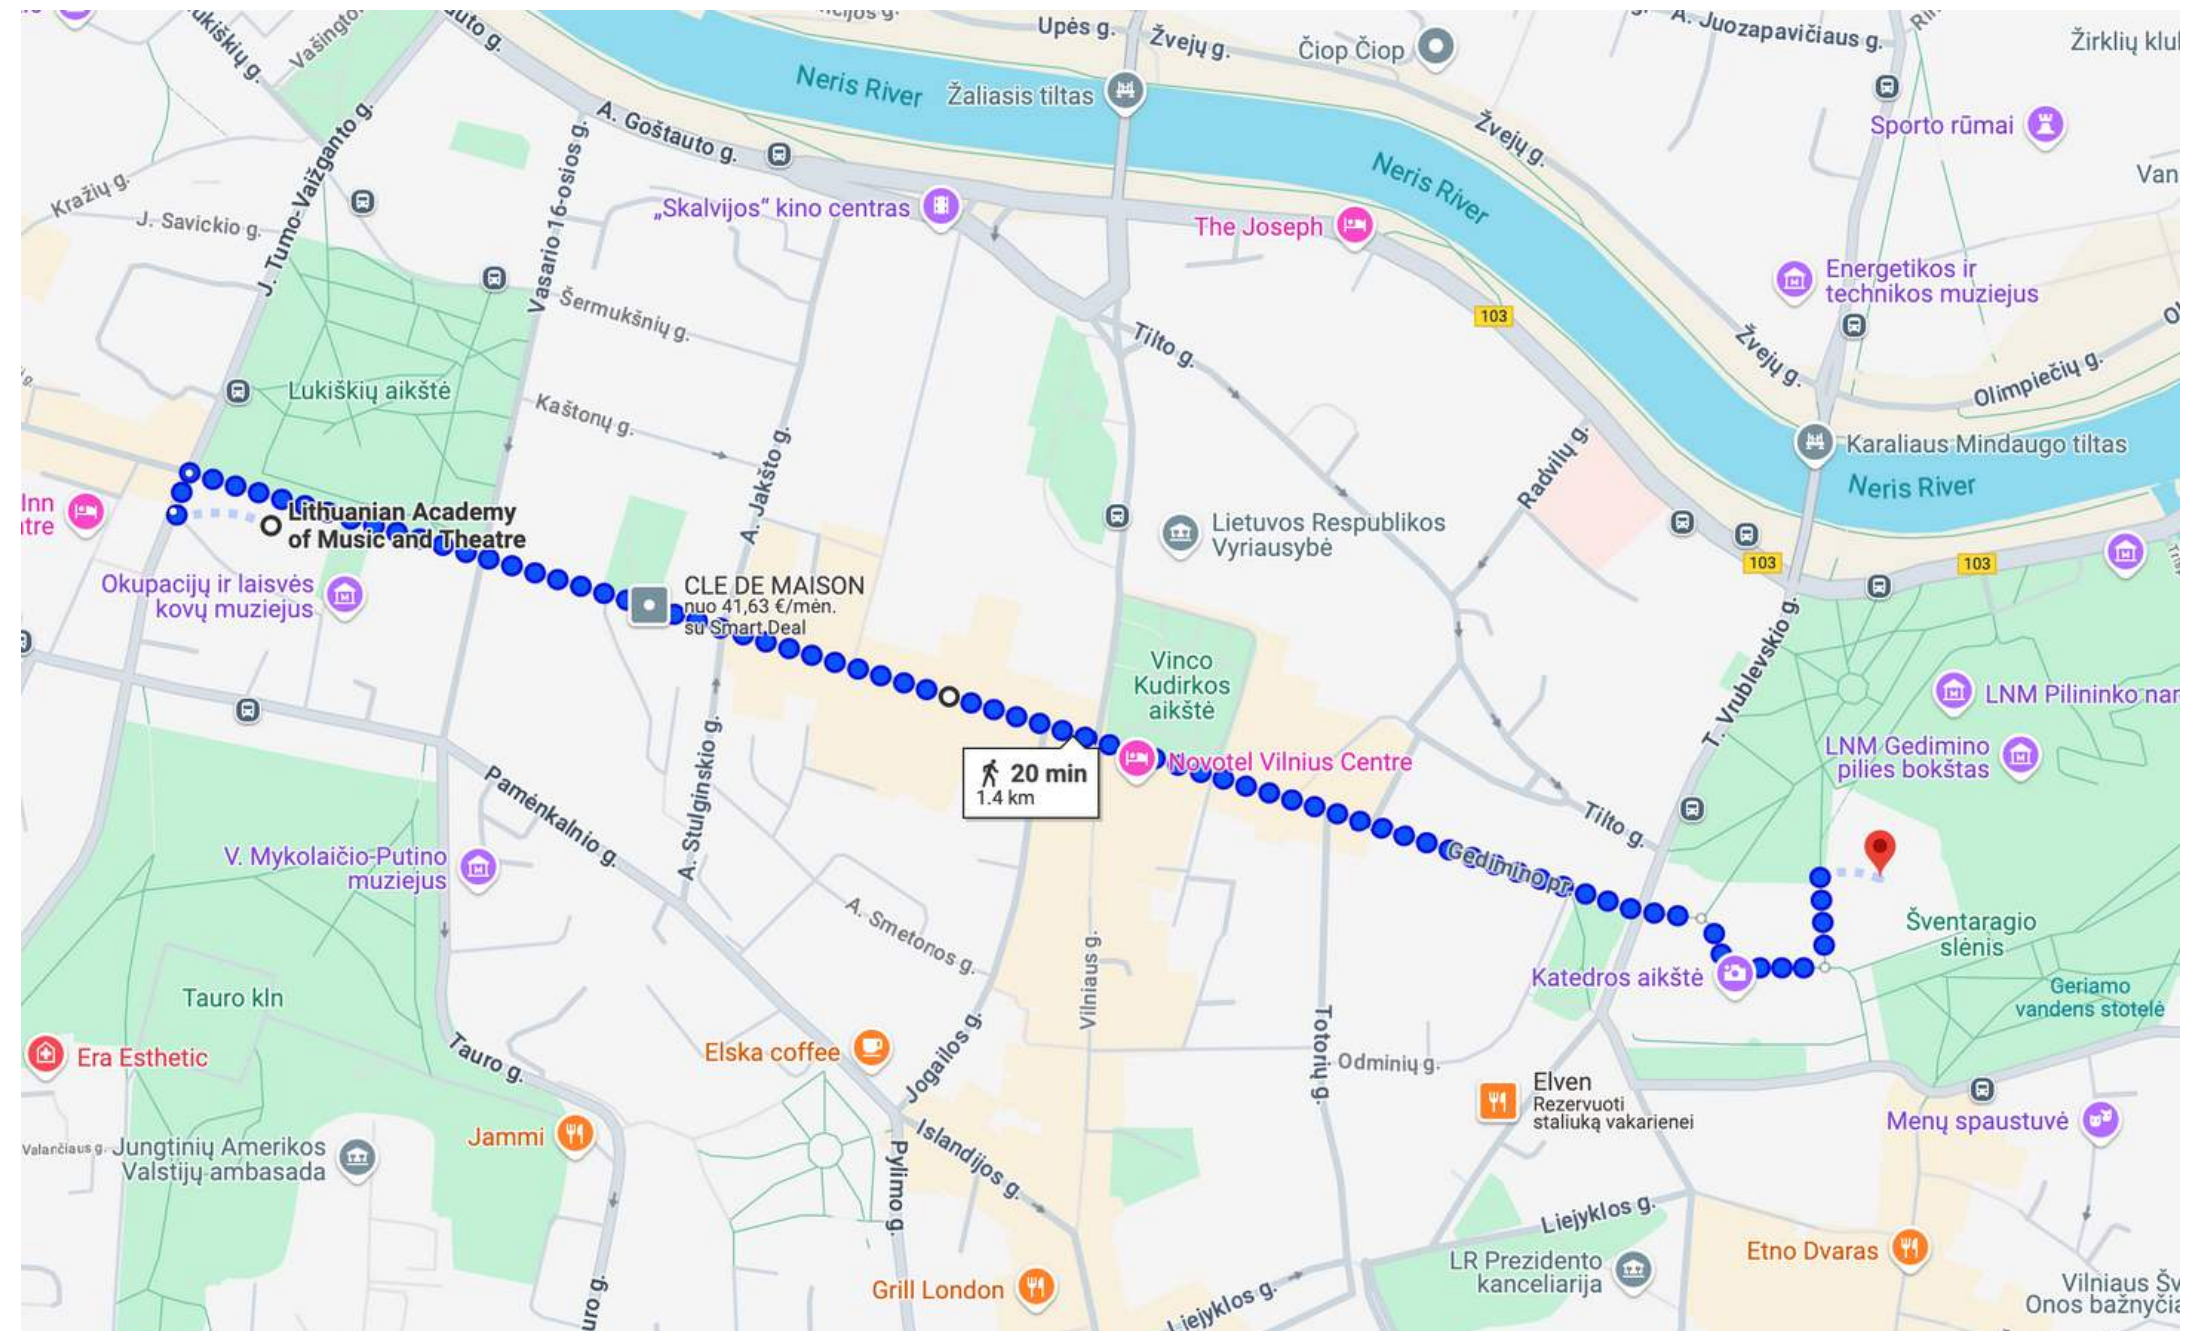 Upės g.
Žvejų g.
Čiop Čiop
A. Juozapavičiaus g.
Vašingto
Neris River
Žaliasis tiltas
Sporto rūmai
A. Goštauto g.
Žvejų g.
J. Tumo-Vaižganto g.
Vasario 16-osios g.
Neris River
Kražių g.
„Skalvijos“ kino centras
The Joseph
J. Savickio g.
Energetikos ir
technikos muziejus
Šermukšnių g.
103
Tilto g.
Žvejų g.
Olimpiečių g.
Lukiškių aikštė
Kaštonų g.
Karaliaus Mindaugo tiltas
Radvilų g.
A. Jakšto g.
Neris River
Inn
Lithuanian Academy
of Music and Theatre
Lietuvos Respublikos
Vyriausybė
103
103
Okupacijų ir laisvės
kovų muziejus
CLE DE MAISON
nuo 41,63 €/mėn.
su Smart Deal
Vinco
Kudirkos
aikštė
T. Vrublevskio g.
LNM Pilininko nar
A. Stulginskio g.
LNM Gedimino
pilies bokštas
20 min
1.4 km
Novotel Vilnius Centre
Pamėnkalnio g.
Tilto g.
V. Mykolaičio-Putino
muziejus
Gedimino pr.
A. Smetonos g.
Šventaragio
slėnis
Katedros aikštė
Vilniaus g.
Tauro kln
Geriamo
vandens stotelė
Era Esthetic
Tauro g.
Elska coffee
Jogailos g.
Totorių g.
Odminių g.
Elven
Rezervuoti
staliuką vakarienei
Menų spaustuvė
Jammi
Valančiaus g.
Jungtinių Amerikos
Valstijų ambasada
Islandijos g.
Pylimo g.
Liejyklos g.
LR Prezidento
kanceliarija
Etno Dvaras
Grill London
Liejyklos g.
Vilniaus Šv
Onos bažnyčia